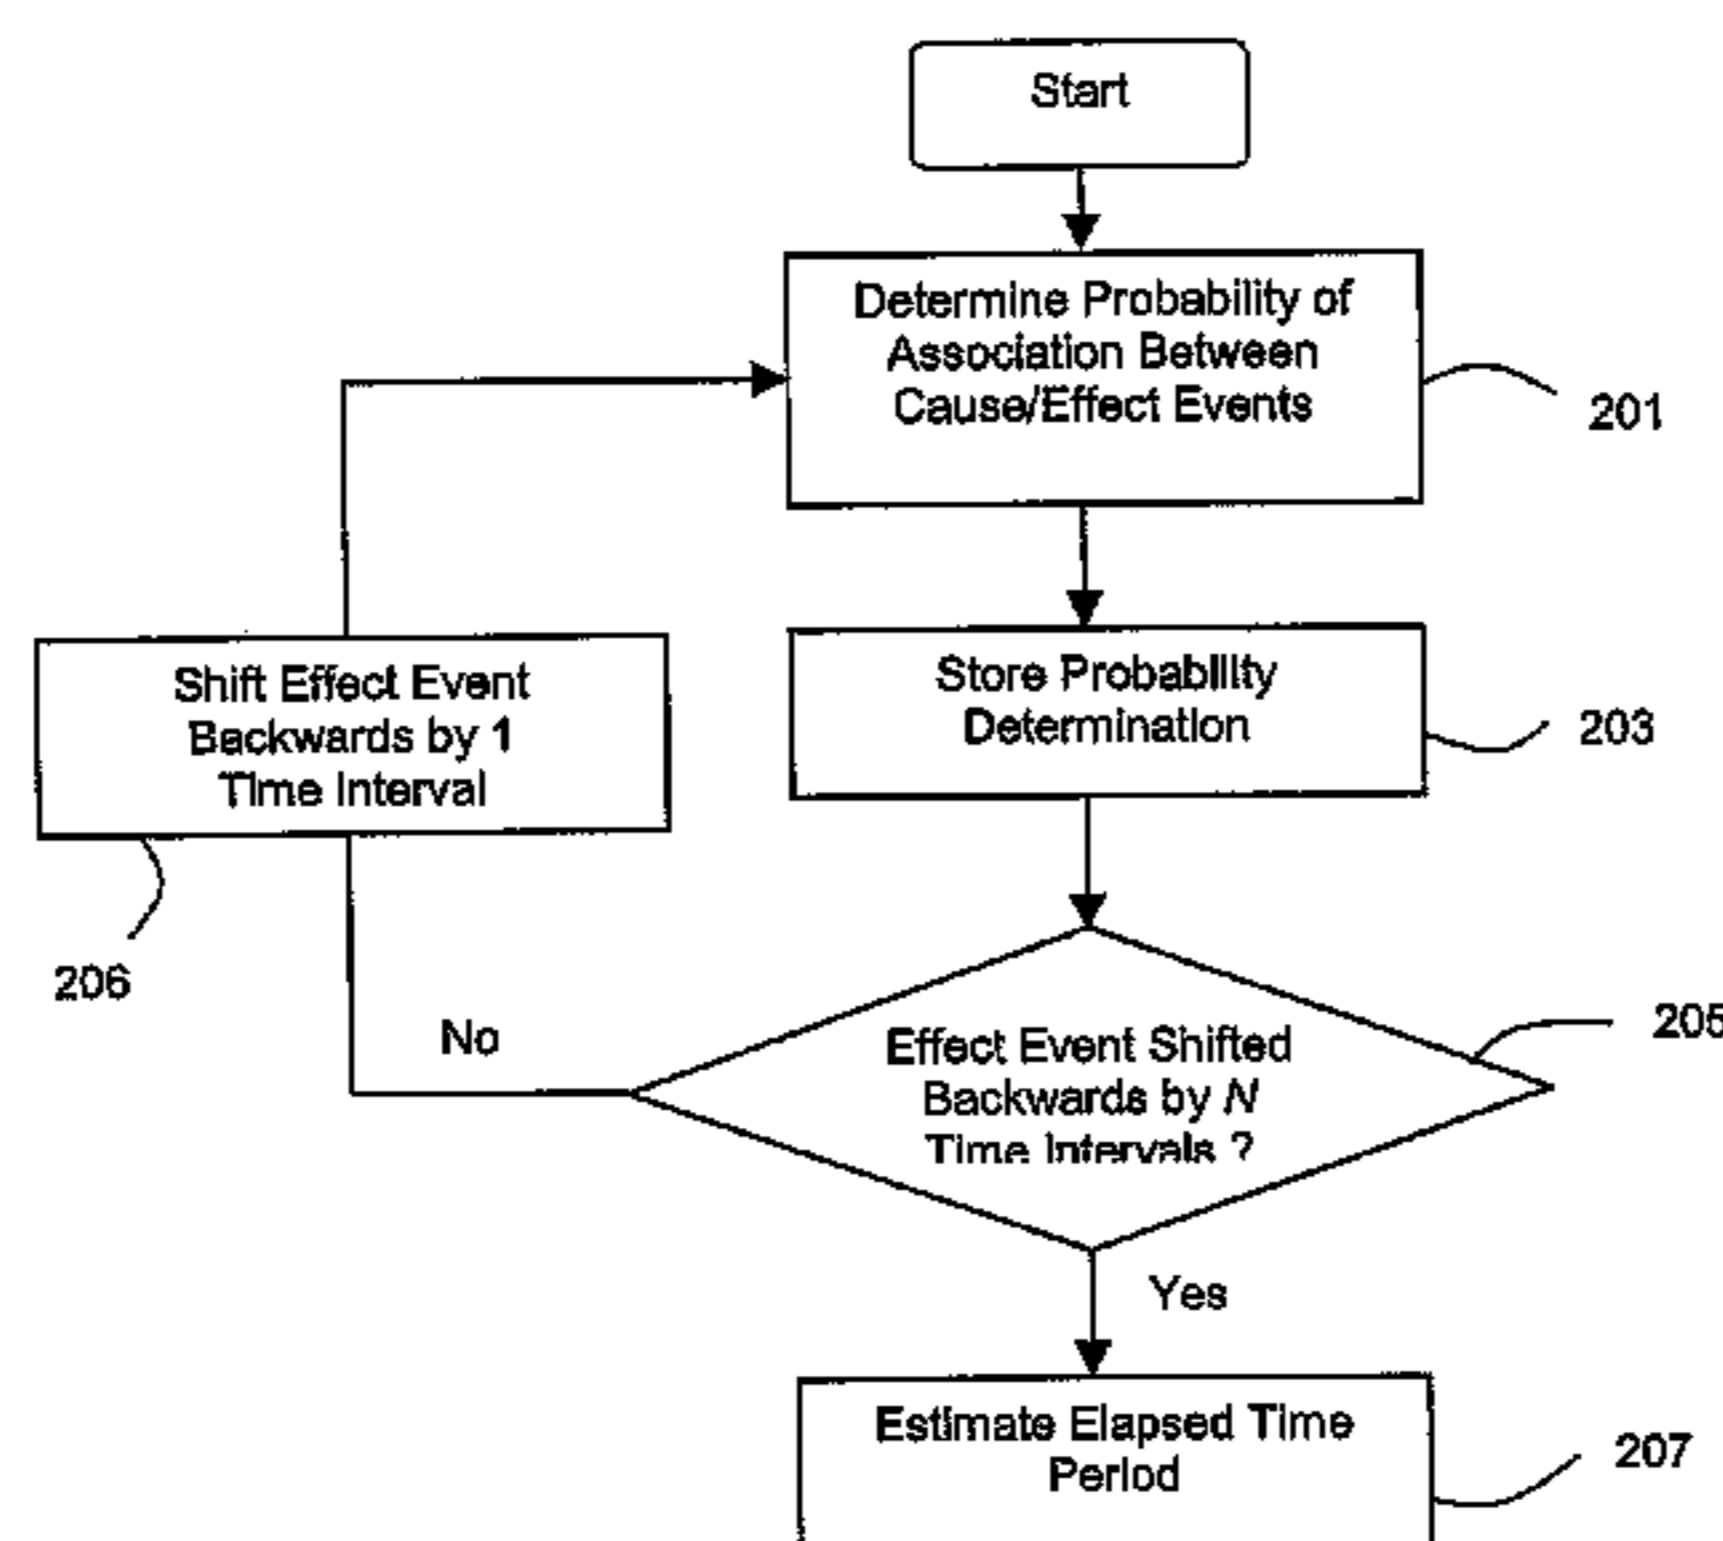 Start
Determine Probability of
Association Between
Cause/Effect Events
201
Shift Effect Event
Backwards by 1
Time Interval
206
Store Probability
Determination
203
No
Effect Event Shifted
Backwards by N
Time Intervals ?
205
Yes
Estimate Elapsed Time
Period
207